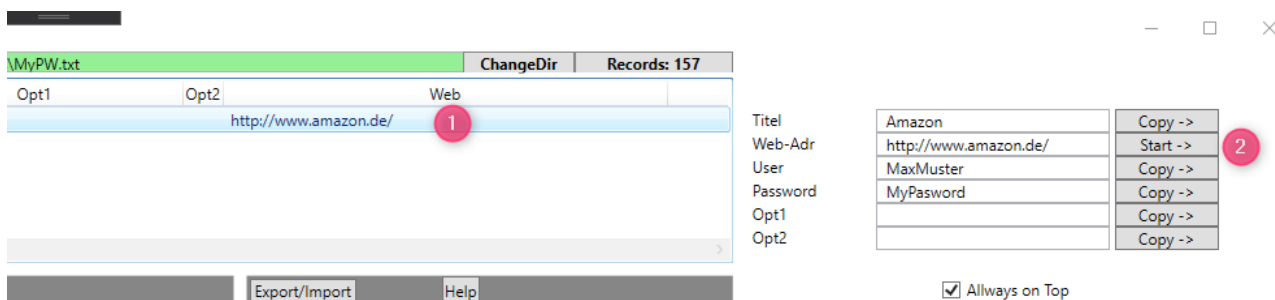 \MyPW.txt ChangeDir Records: 157
Opt1 Opt2 Web
http://www.amazon.de/ 1
Titel Amazon Copy ->
Web-Adr http://www.amazon.de/ Start -> 2
User MaxMuster Copy ->
Password MyPasword Copy ->
Opt1 Copy ->
Opt2 Copy ->
Export/Import Help Allways on Top